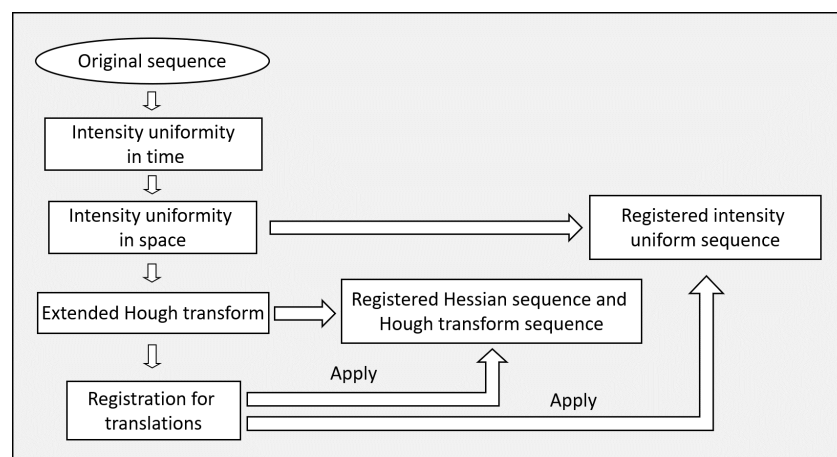 Original sequence
Intensity uniformity
in time
Intensity uniformity
in space
Registered intensity
uniform sequence
Extended Hough transform
Registered Hessian sequence and
Hough transform sequence
Registration for
translations
Apply
Apply